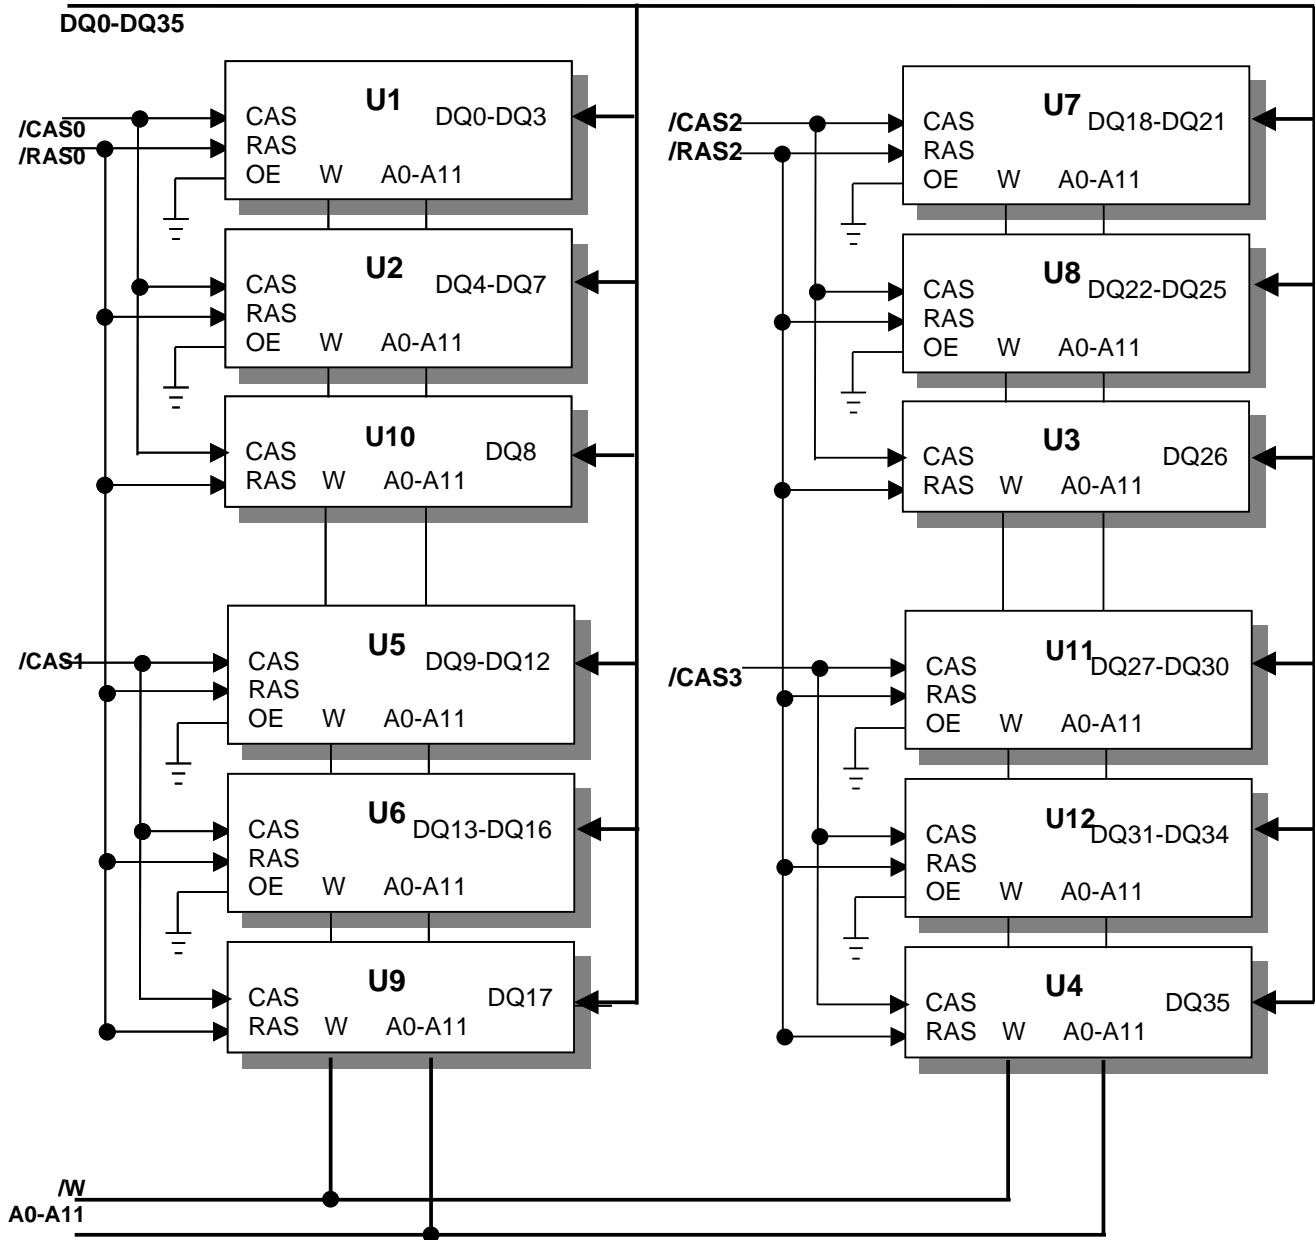 DQ0-DQ35
/CAS0
/RAS0
U1
CAS DQ0-DQ3
RAS
OE W A0-A11
U2
CAS DQ4-DQ7
RAS
OE W A0-A11
U10
CAS DQ8
RAS W A0-A11
/CAS1
U5
CAS DQ9-DQ12
RAS
OE W A0-A11
U6
CAS DQ13-DQ16
RAS
OE W A0-A11
U9
CAS DQ17
RAS W A0-A11
/CAS2
/RAS2
U7
CAS DQ18-DQ21
RAS
OE W A0-A11
U8
CAS DQ22-DQ25
RAS
OE W A0-A11
U3
CAS DQ26
RAS W A0-A11
/CAS3
U11
CAS DQ27-DQ30
RAS
OE W A0-A11
U12
CAS DQ31-DQ34
RAS
OE W A0-A11
U4
CAS DQ35
RAS W A0-A11
/W
A0-A11